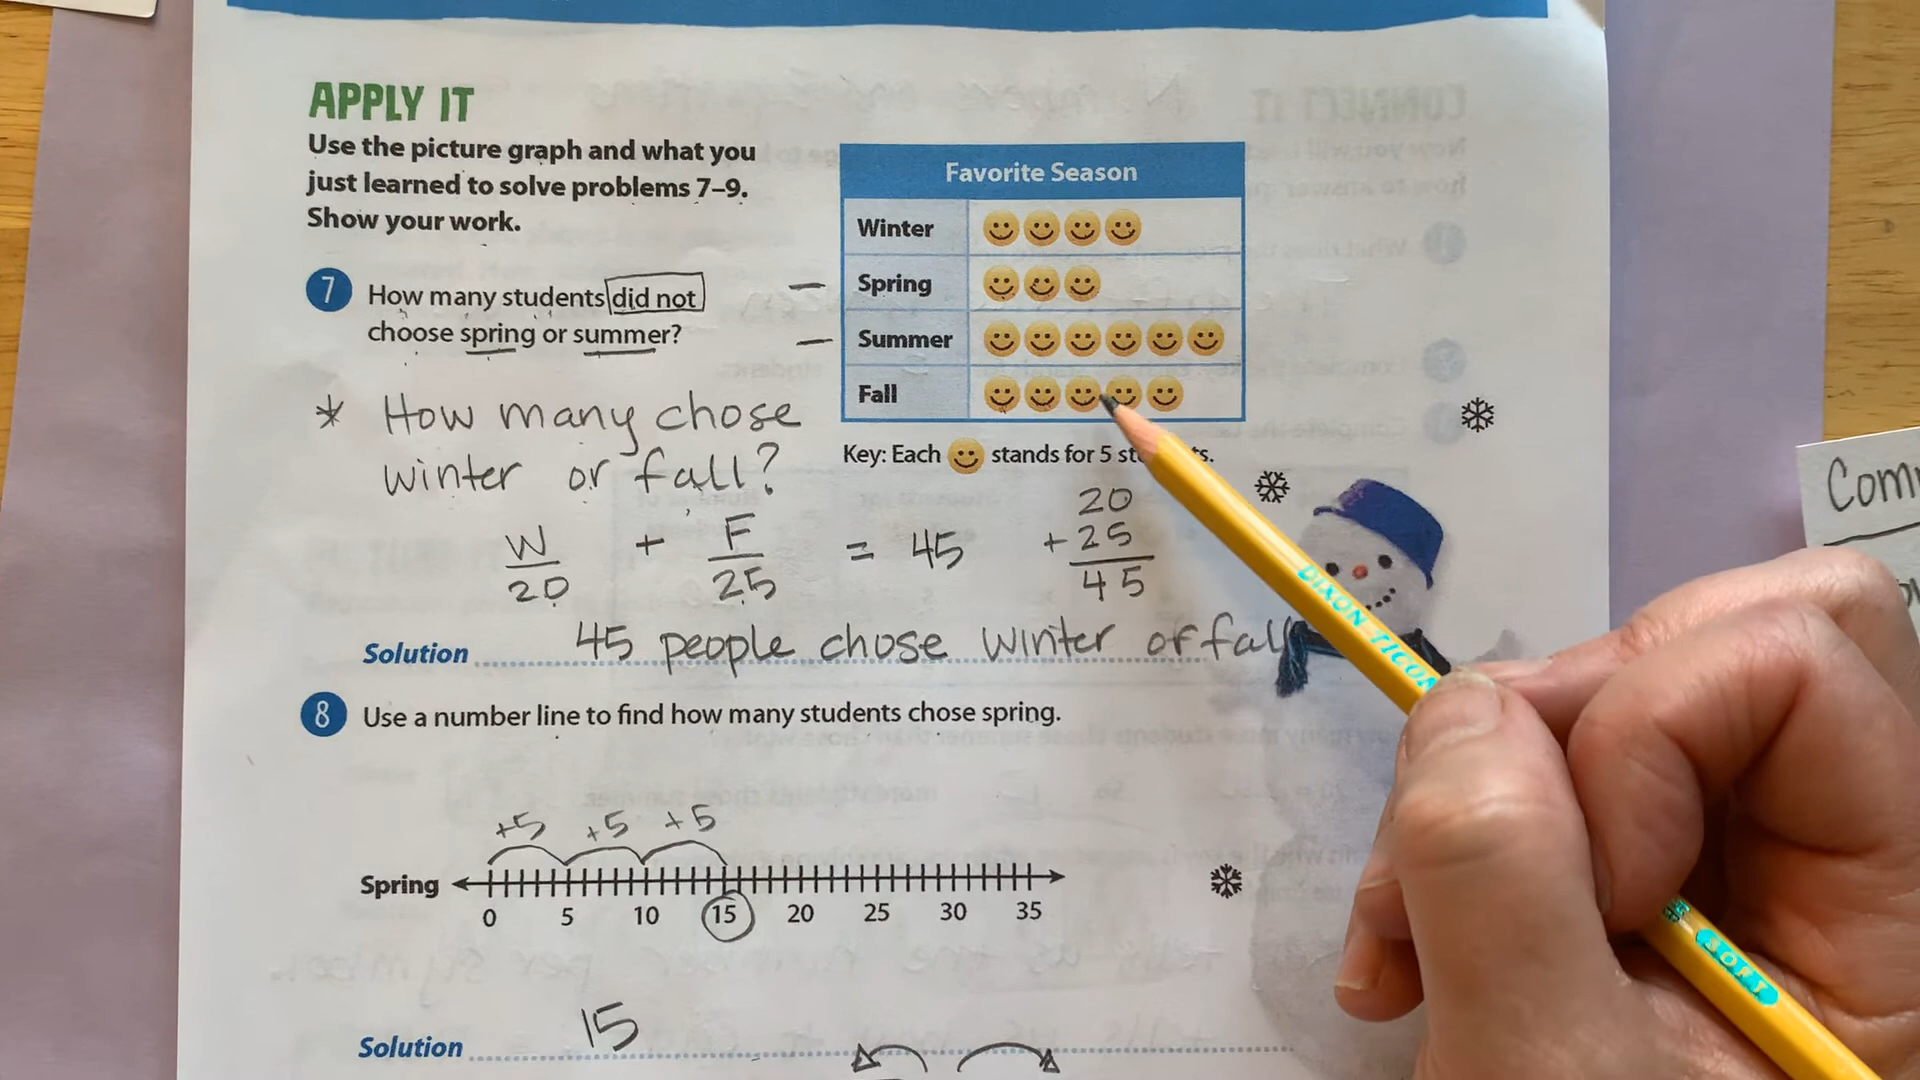 APPLY IT
Use the picture graph and what you
just learned to solve problems 7–9.
Show your work.
7 How many students did not
choose spring or summer?
Favorite Season
Winter
Spring
Summer
Fall
Key: Each stands for 5
* How many chose
winter or fall?
W + F = 45
20 25
20
+25
45
Solution 45 people chose winter or fall
8 Use a number line to find how many students chose spring.
+5 +5 +5
Spring
0 5 10 15 20 25 30 35
Solution 15
DIXON TICON
SOFT
Com